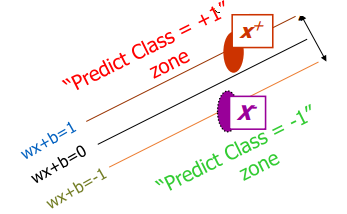 “Predict Class = +1”
zone
x+
wx+b=1
wx+b=0
wx+b=-1
X-
“Predict Class = -1”
zone